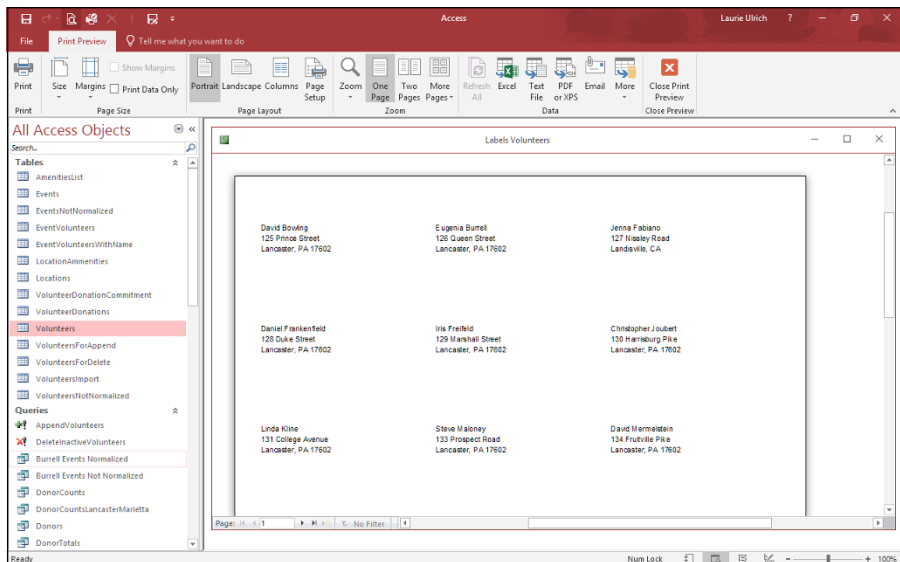 Access
Laurie Ulrich
?
File
Print Preview
Tell me what you want to do
Print
Size
Margins
Show Margins
Print Data Only
Portrait
Landscape
Columns
Page Setup
Zoom
One Page
Two Pages
More Pages
Refresh All
Excel
Text File
PDF or XPS
Email
More
Close Print Preview
Print
Page Size
Page Layout
Zoom
Data
Close Preview
All Access Objects
Search...
Tables
AmenitiesList
Events
EventsNotNormalized
EventVolunteers
EventVolunteersWithName
LocationAmmenities
Locations
VolunteerDonationCommitment
VolunteerDonations
Volunteers
VolunteersForAppend
VolunteersForDelete
VolunteersImport
VolunteersNotNormalized
Queries
AppendVolunteers
DeleteInactiveVolunteers
Burrell Events Normalized
Burrell Events Not Normalized
DonorCounts
DonorCountsLancasterMarietta
Donors
DonorTotals
Labels Volunteers
David Bowling
125 Prince Street
Lancaster, PA 17602
Eugenia Burrell
126 Queen Street
Lancaster, PA 17602
Jenna Fabiano
127 Nissley Road
Landisville, CA
Daniel Frankenfield
128 Duke Street
Lancaster, PA 17602
Iris Freifeld
129 Marshall Street
Lancaster, PA 17602
Christopher Joubert
130 Harrisburg Pike
Lancaster, PA 17602
Linda Kline
131 College Avenue
Lancaster, PA 17602
Steve Maloney
133 Prospect Road
Lancaster, PA 17602
David Mermelstein
134 Fruitville Pike
Lancaster, PA 17602
Page: 1
No Filter
Ready
Num Lock
100%